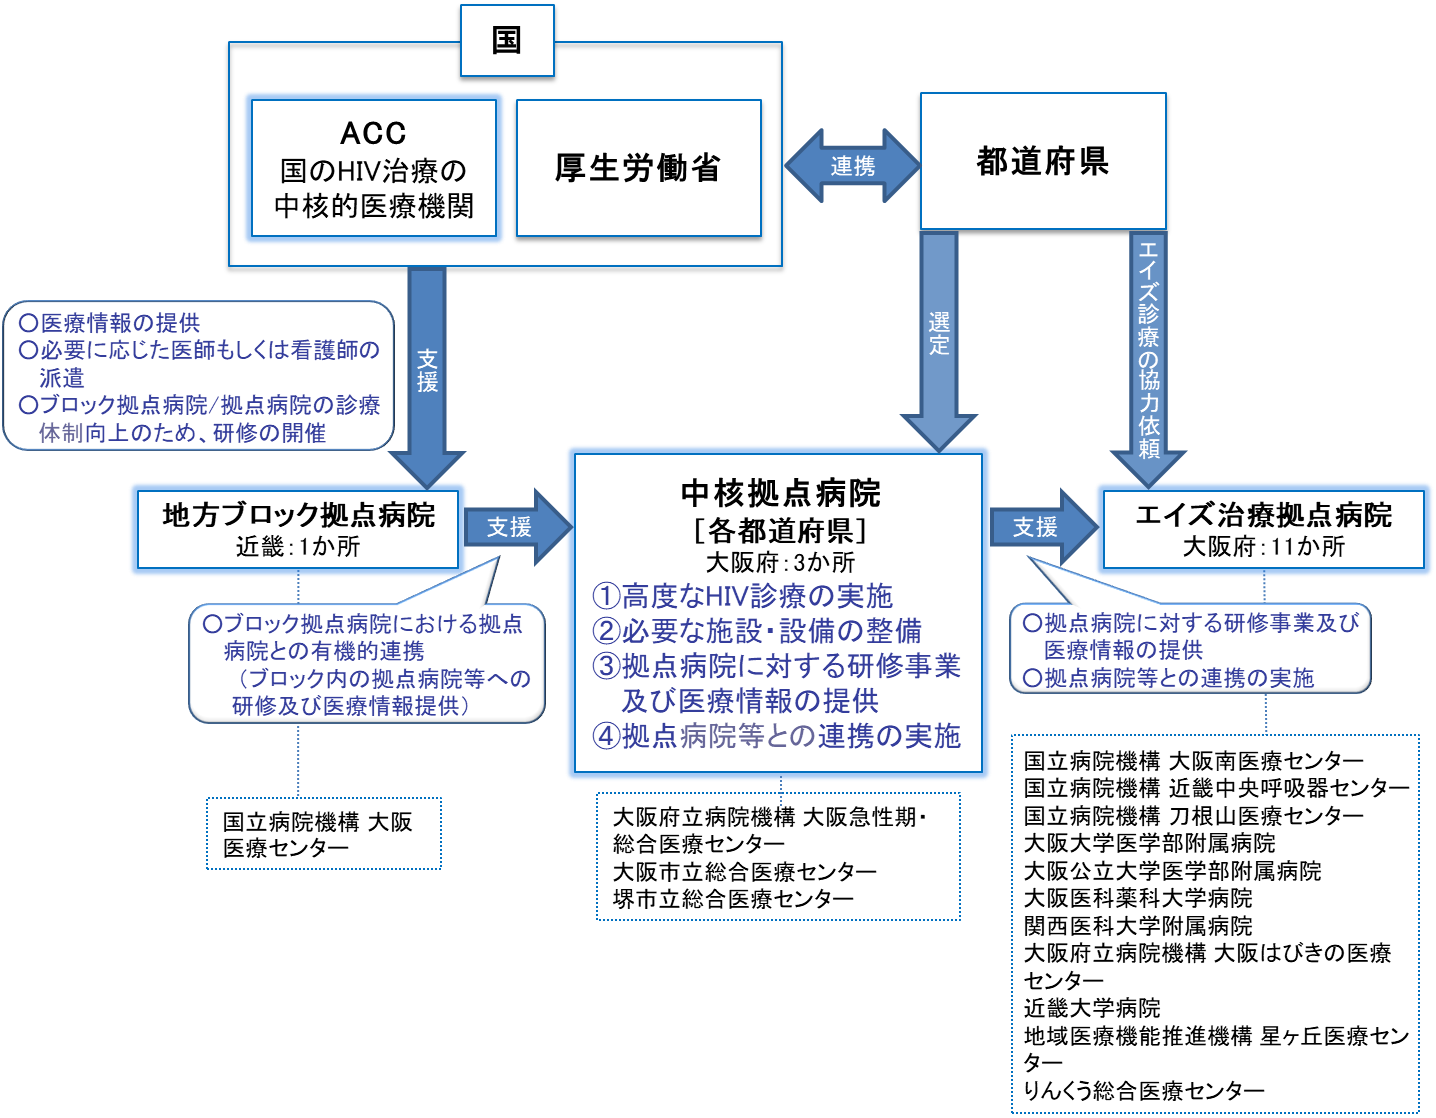 国
ACC
国のHIV治療の
中核的医療機関
厚生労働省
連携
都道府県
支援
選定
エイズ診療の協力依頼
○医療情報の提供
○必要に応じた医師もしくは看護師の
派遣
○ブロック拠点病院/拠点病院の診療
体制向上のため、研修の開催
地方ブロック拠点病院
近畿：1か所
支援
中核拠点病院
[各都道府県]
大阪府：3か所
①高度なHIV診療の実施
②必要な施設・設備の整備
③拠点病院に対する研修事業
及び医療情報の提供
④拠点病院等との連携の実施
支援
エイズ治療拠点病院
大阪府：11か所
○ブロック拠点病院における拠点
病院との有機的連携
（ブロック内の拠点病院等への
研修及び医療情報提供）
○拠点病院に対する研修事業及び
医療情報の提供
○拠点病院等との連携の実施
国立病院機構 大阪
医療センター
大阪府立病院機構 大阪急性期・
総合医療センター
大阪市立総合医療センター
堺市立総合医療センター
国立病院機構 大阪南医療センター
国立病院機構 近畿中央呼吸器センター
国立病院機構 刀根山医療センター
大阪大学医学部附属病院
大阪公立大学医学部附属病院
大阪医科薬科大学病院
関西医科大学附属病院
大阪府立病院機構 大阪はびきの医療
センター
近畿大学病院
地域医療機能推進機構 星ヶ丘医療セン
ター
りんくう総合医療センター